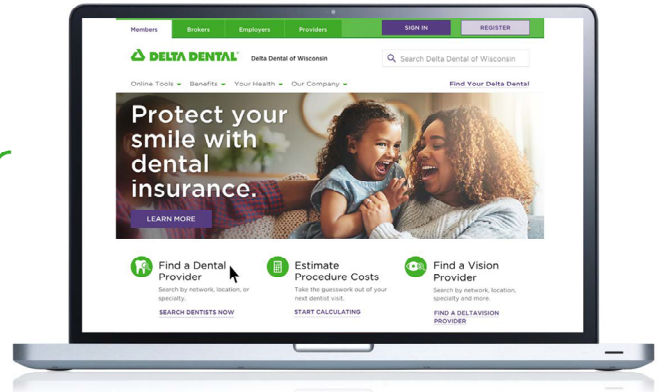 Members Brokers Employers Providers SIGN IN REGISTER
DELTA DENTAL® Delta Dental of Wisconsin Search Delta Dental of Wisconsin
Online Tools Benefits Your Health Our Company Find Your Delta Dental
Protect your
smile with
dental
insurance.
LEARN MORE
Find a Dental
Provider
Search by network, location, or
specialty.
SEARCH DENTISTS NOW
Estimate
Procedure Costs
Take the guesswork out of your
next dentist visit.
START CALCULATING
Find a Vision
Provider
Search by network, location,
specialty and more.
FIND A DELTAVISION
PROVIDER